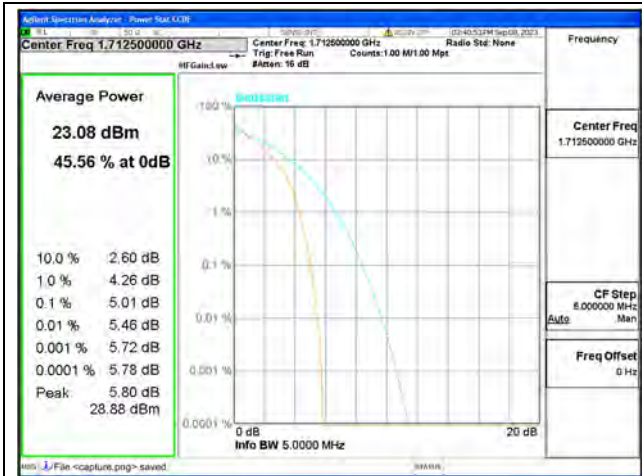 Agilent Spectrum Analyzer - Power Stat CCDF
02:40:53 PM Sep 08, 2023
Center Freq 1.712500000 GHz
Center Freq: 1.712500000 GHz
Radio Std: None
Trig: Free Run
Counts:1.00 M/1.00 Mpt
#IFGain:Low
#Atten: 16 dB
Frequency
Average Power
23.08 dBm
45.56 % at 0dB
10.0 % 2.60 dB
1.0 % 4.26 dB
0.1 % 5.01 dB
0.01 % 5.46 dB
0.001 % 5.72 dB
0.0001 % 5.78 dB
Peak 5.80 dB
28.88 dBm
Gaussian
100 %
10 %
1 %
0.1 %
0.01 %
0.001 %
0.0001 %
0 dB
20 dB
Info BW 5.0000 MHz
Center Freq
1.712500000 GHz
CF Step
5.000000 MHz
Auto Man
Freq Offset
0 Hz
MSG
File <capture.png> saved
STATUS